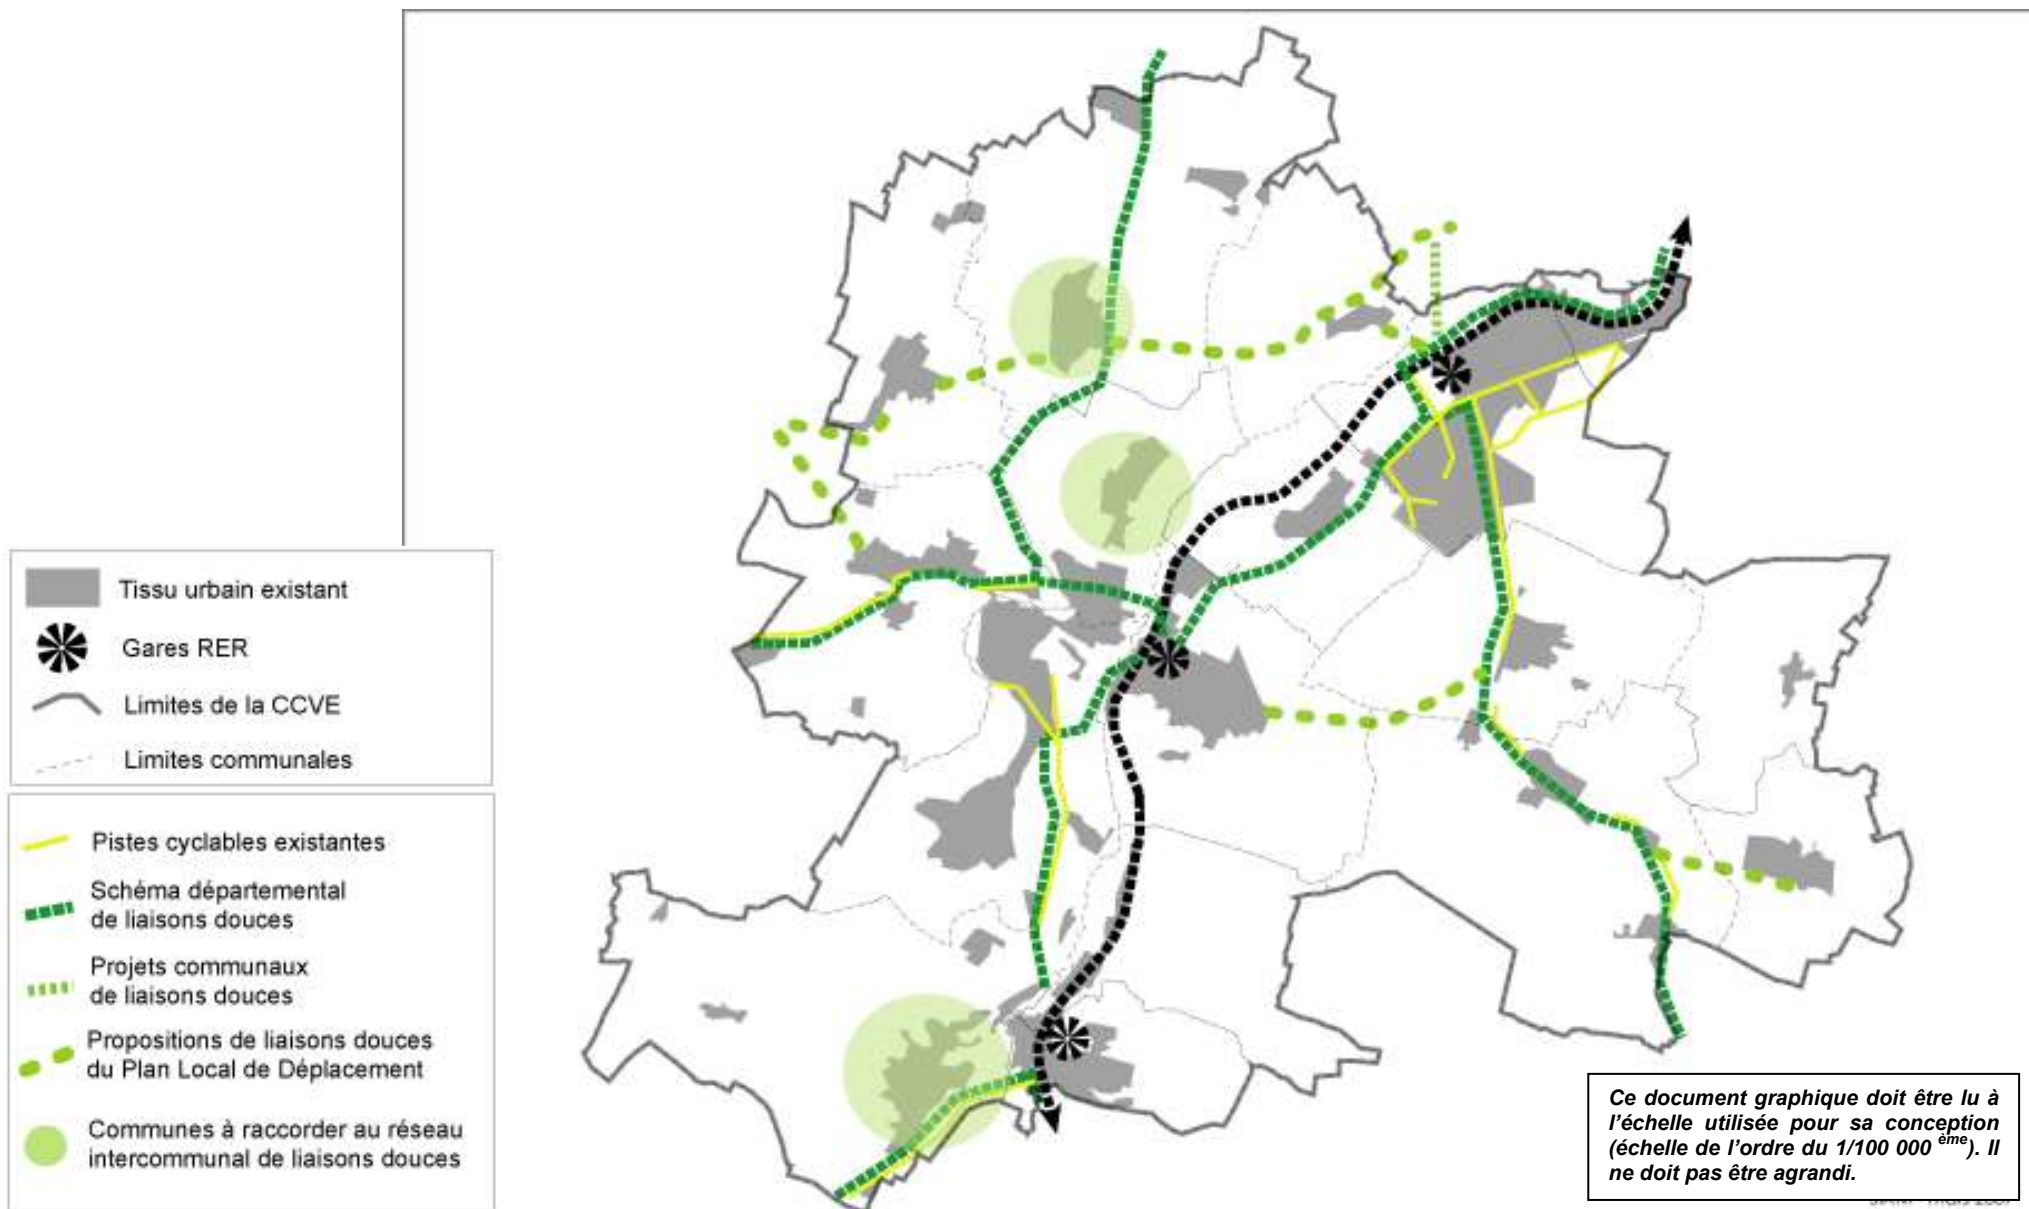 Tissu urbain existant
Gares RER
Limites de la CCVE
Limites communales
Pistes cyclables existantes
Schéma départemental
de liaisons douces
Projets communaux
de liaisons douces
Propositions de liaisons douces
du Plan Local de Déplacement
Communes à raccorder au réseau
intercommunal de liaisons douces
Ce document graphique doit être lu à
l'échelle utilisée pour sa conception
(échelle de l'ordre du 1/100 000 ème). Il
ne doit pas être agrandi.